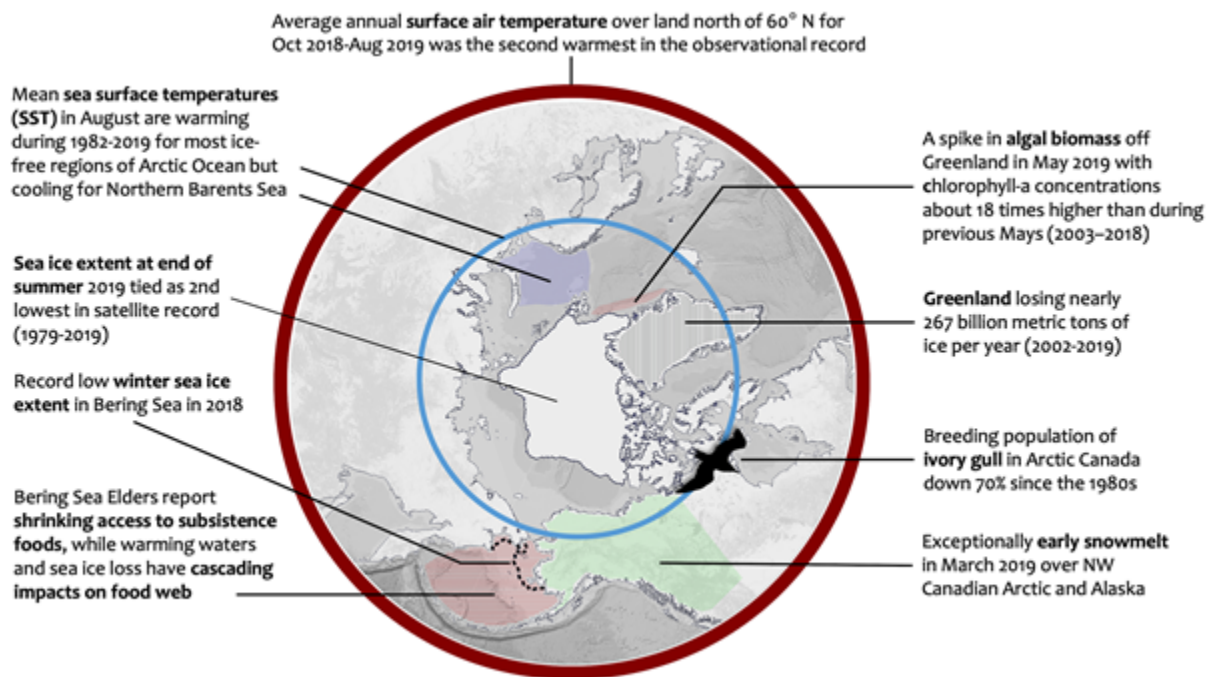 Average annual surface air temperature over land north of 60° N for
Oct 2018-Aug 2019 was the second warmest in the observational record
Mean sea surface temperatures
(SST) in August are warming
during 1982-2019 for most ice-
free regions of Arctic Ocean but
cooling for Northern Barents Sea
Sea ice extent at end of
summer 2019 tied as 2nd
lowest in satellite record
(1979-2019)
Record low winter sea ice
extent in Bering Sea in 2018
Bering Sea Elders report
shrinking access to subsistence
foods, while warming waters
and sea ice loss have cascading
impacts on food web
A spike in algal biomass off
Greenland in May 2019 with
chlorophyll-a concentrations
about 18 times higher than during
previous Mays (2003–2018)
Greenland losing nearly
267 billion metric tons of
ice per year (2002-2019)
Breeding population of
ivory gull in Arctic Canada
down 70% since the 1980s
Exceptionally early snowmelt
in March 2019 over NW
Canadian Arctic and Alaska